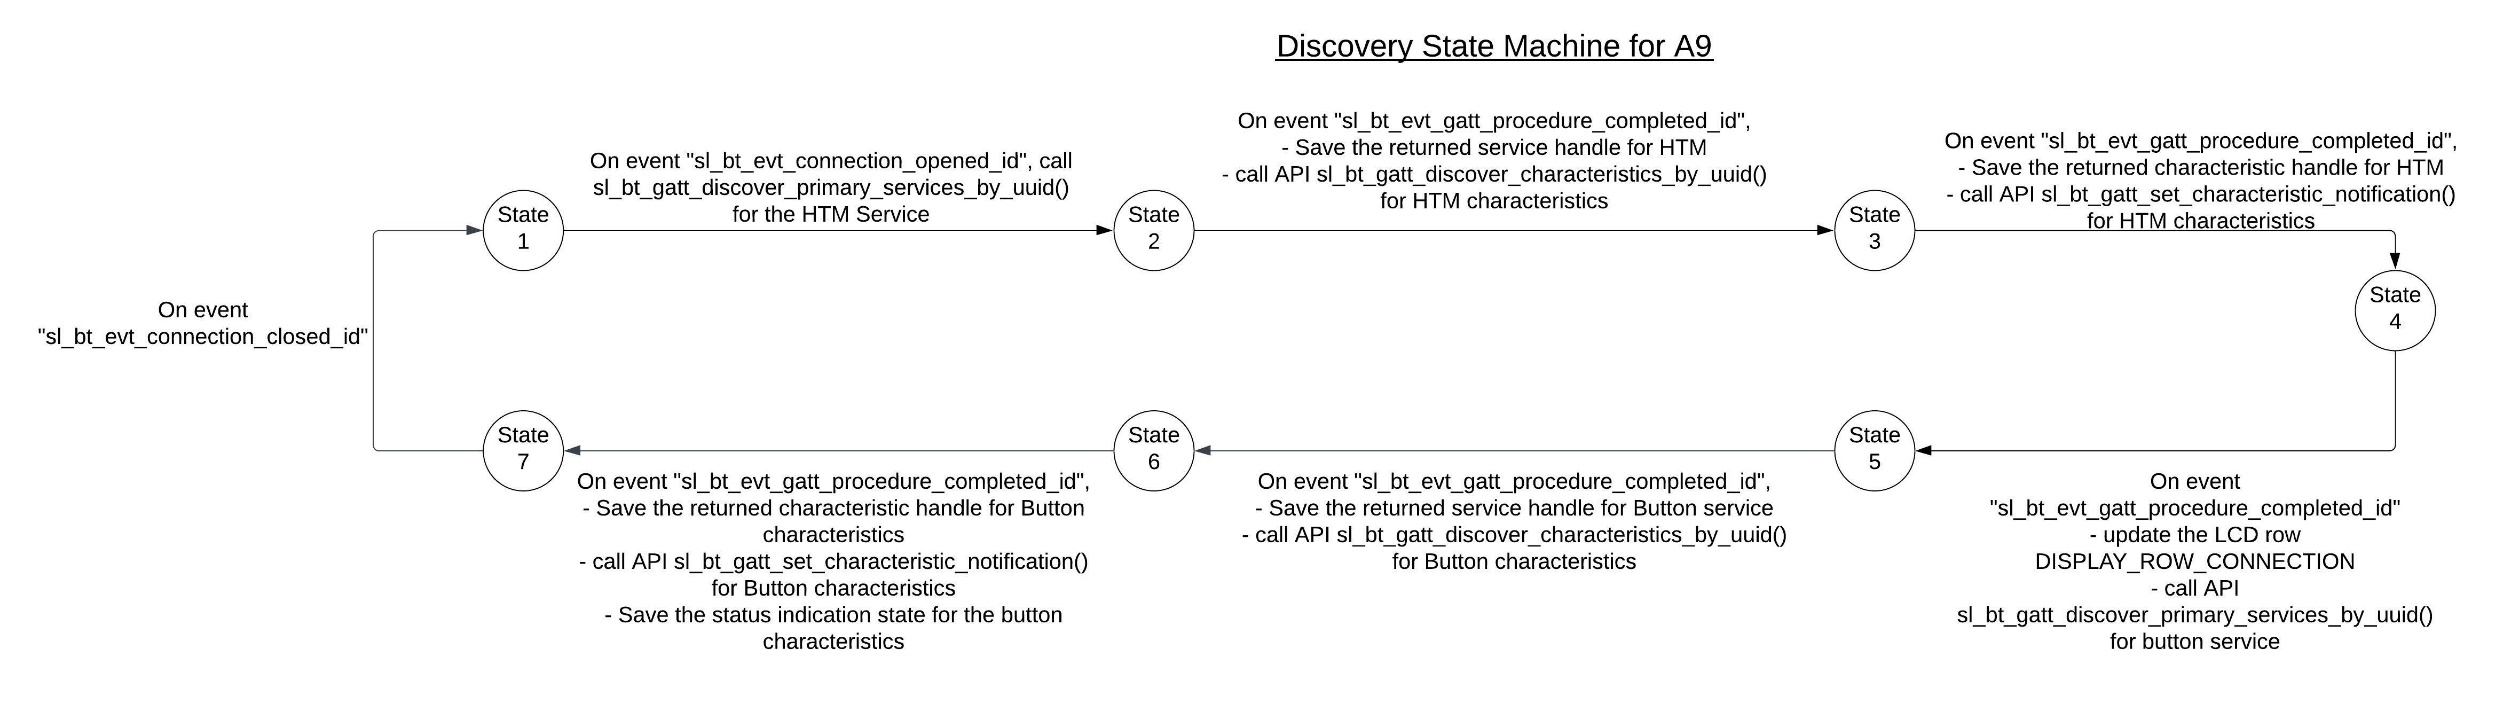 Discovery State Machine for A9
On event "sl_bt_evt_connection_opened_id", call
sl_bt_gatt_discover_primary_services_by_uuid()
for the HTM Service
On event "sl_bt_evt_gatt_procedure_completed_id",
- Save the returned service handle for HTM
- call API sl_bt_gatt_discover_characteristics_by_uuid()
for HTM characteristics
On event "sl_bt_evt_gatt_procedure_completed_id",
- Save the returned characteristic handle for HTM
- call API sl_bt_gatt_set_characteristic_notification()
for HTM characteristics
State
1
State
2
State
3
State
4
On event
"sl_bt_evt_connection_closed_id"
State
7
State
6
State
5
On event "sl_bt_evt_gatt_procedure_completed_id",
- Save the returned characteristic handle for Button
characteristics
- call API sl_bt_gatt_set_characteristic_notification()
for Button characteristics
- Save the status indication state for the button
characteristics
On event "sl_bt_evt_gatt_procedure_completed_id",
- Save the returned service handle for Button service
- call API sl_bt_gatt_discover_characteristics_by_uuid()
for Button characteristics
On event
"sl_bt_evt_gatt_procedure_completed_id"
- update the LCD row
DISPLAY_ROW_CONNECTION
- call API
sl_bt_gatt_discover_primary_services_by_uuid()
for button service